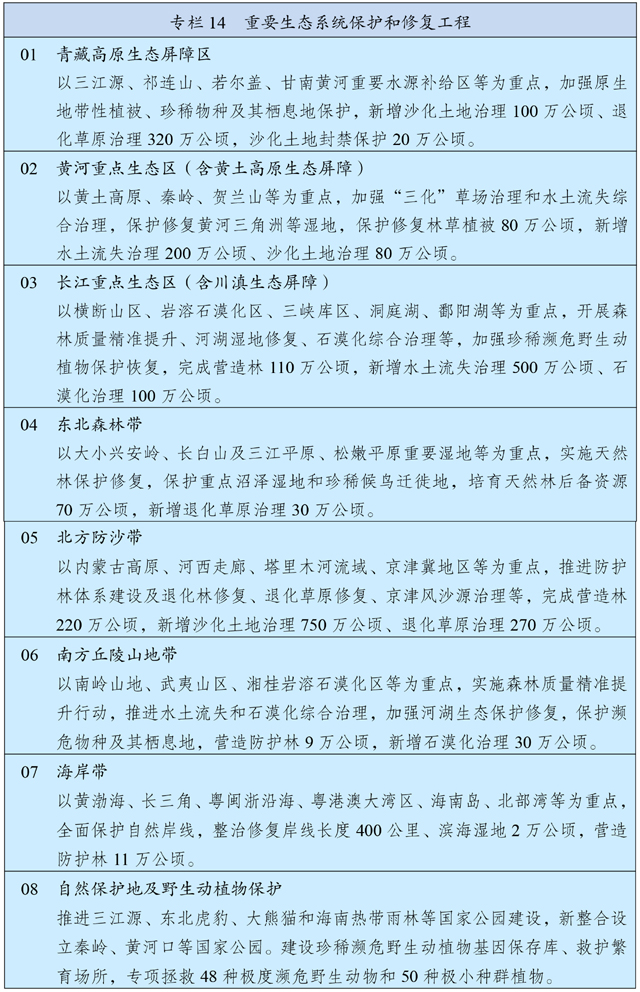 专栏 14 重要生态系统保护和修复工程
01 青藏高原生态屏障区
以三江源、祁连山、若尔盖、甘南黄河重要水源补给区等为重点，加强原生
地带性植被、珍稀物种及其栖息地保护，新增沙化土地治理 100 万公顷、退
化草原治理 320 万公顷，沙化土地封禁保护 20 万公顷。
02 黄河重点生态区（含黄土高原生态屏障）
以黄土高原、秦岭、贺兰山等为重点，加强“三化”草场治理和水土流失综
合治理，保护修复黄河三角洲等湿地，保护修复林草植被 80 万公顷，新增
水土流失治理 200 万公顷、沙化土地治理 80 万公顷。
03 长江重点生态区（含川滇生态屏障）
以横断山区、岩溶石漠化区、三峡库区、洞庭湖、鄱阳湖等为重点，开展森
林质量精准提升、河湖湿地修复、石漠化综合治理等，加强珍稀濒危野生动
植物保护恢复，完成营造林 110 万公顷，新增水土流失治理 500 万公顷、石
漠化治理 100 万公顷。
04 东北森林带
以大小兴安岭、长白山及三江平原、松嫩平原重要湿地等为重点，实施天然
林保护修复，保护重点沼泽湿地和珍稀候鸟迁徙地，培育天然林后备资源
70 万公顷，新增退化草原治理 30 万公顷。
05 北方防沙带
以内蒙古高原、河西走廊、塔里木河流域、京津冀地区等为重点，推进防护
林体系建设及退化林修复、退化草原修复、京津风沙源治理等，完成营造林
220 万公顷，新增沙化土地治理 750 万公顷、退化草原治理 270 万公顷。
06 南方丘陵山地带
以南岭山地、武夷山区、湘桂岩溶石漠化区等为重点，实施森林质量精准提
升行动，推进水土流失和石漠化综合治理，加强河湖生态保护修复，保护濒
危物种及其栖息地，营造防护林 9 万公顷，新增石漠化治理 30 万公顷。
07 海岸带
以黄渤海、长三角、粤闽浙沿海、粤港澳大湾区、海南岛、北部湾等为重点，
全面保护自然岸线，整治修复岸线长度 400 公里、滨海湿地 2 万公顷，营造
防护林 11 万公顷。
08 自然保护地及野生动植物保护
推进三江源、东北虎豹、大熊猫和海南热带雨林等国家公园建设，新整合设
立秦岭、黄河口等国家公园。建设珍稀濒危野生动植物基因保存库、救护繁
育场所，专项拯救 48 种极度濒危野生动物和 50 种极小种群植物。